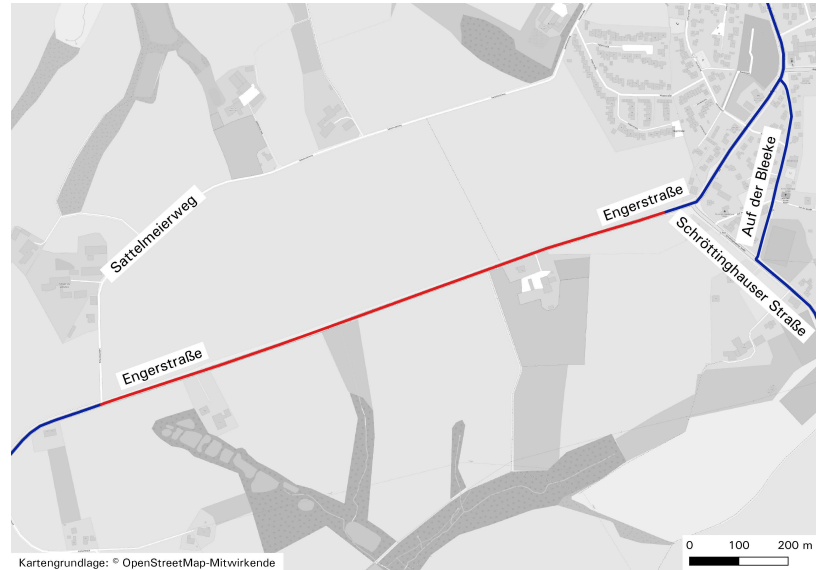 Engerstraße
Auf der Bleeke
Sattelmeierweg
Schröttinghauser Straße
Engerstraße
0 100 200 m
Kartengrundlage: © OpenStreetMap-Mitwirkende